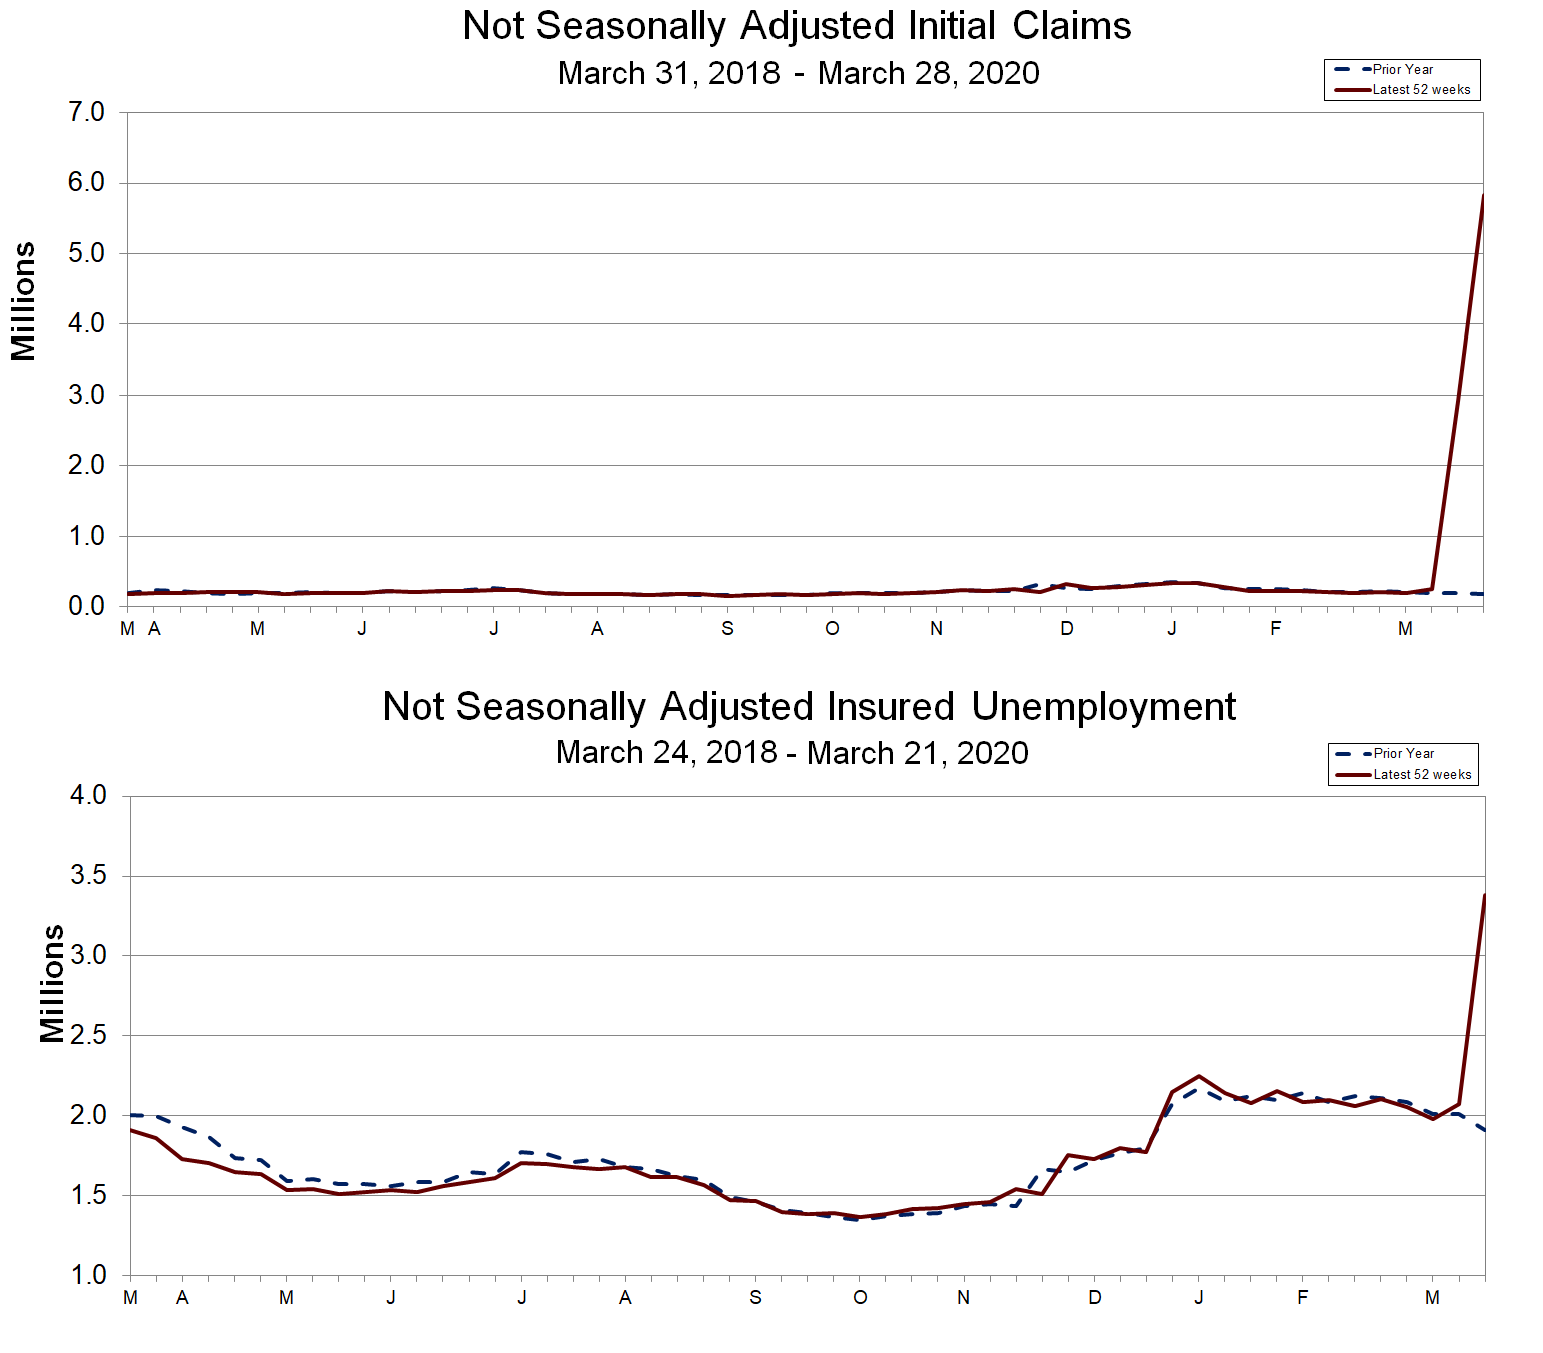 Not Seasonally Adjusted Initial Claims
March 31, 2018 - March 28, 2020
Prior Year
Latest 52 weeks
Millions
7.0
6.0
5.0
4.0
3.0
2.0
1.0
0.0
M A M J J A S O N D J F M
Not Seasonally Adjusted Insured Unemployment
March 24, 2018 - March 21, 2020
Prior Year
Latest 52 weeks
Millions
4.0
3.5
3.0
2.5
2.0
1.5
1.0
M A M J J A S O N D J F M